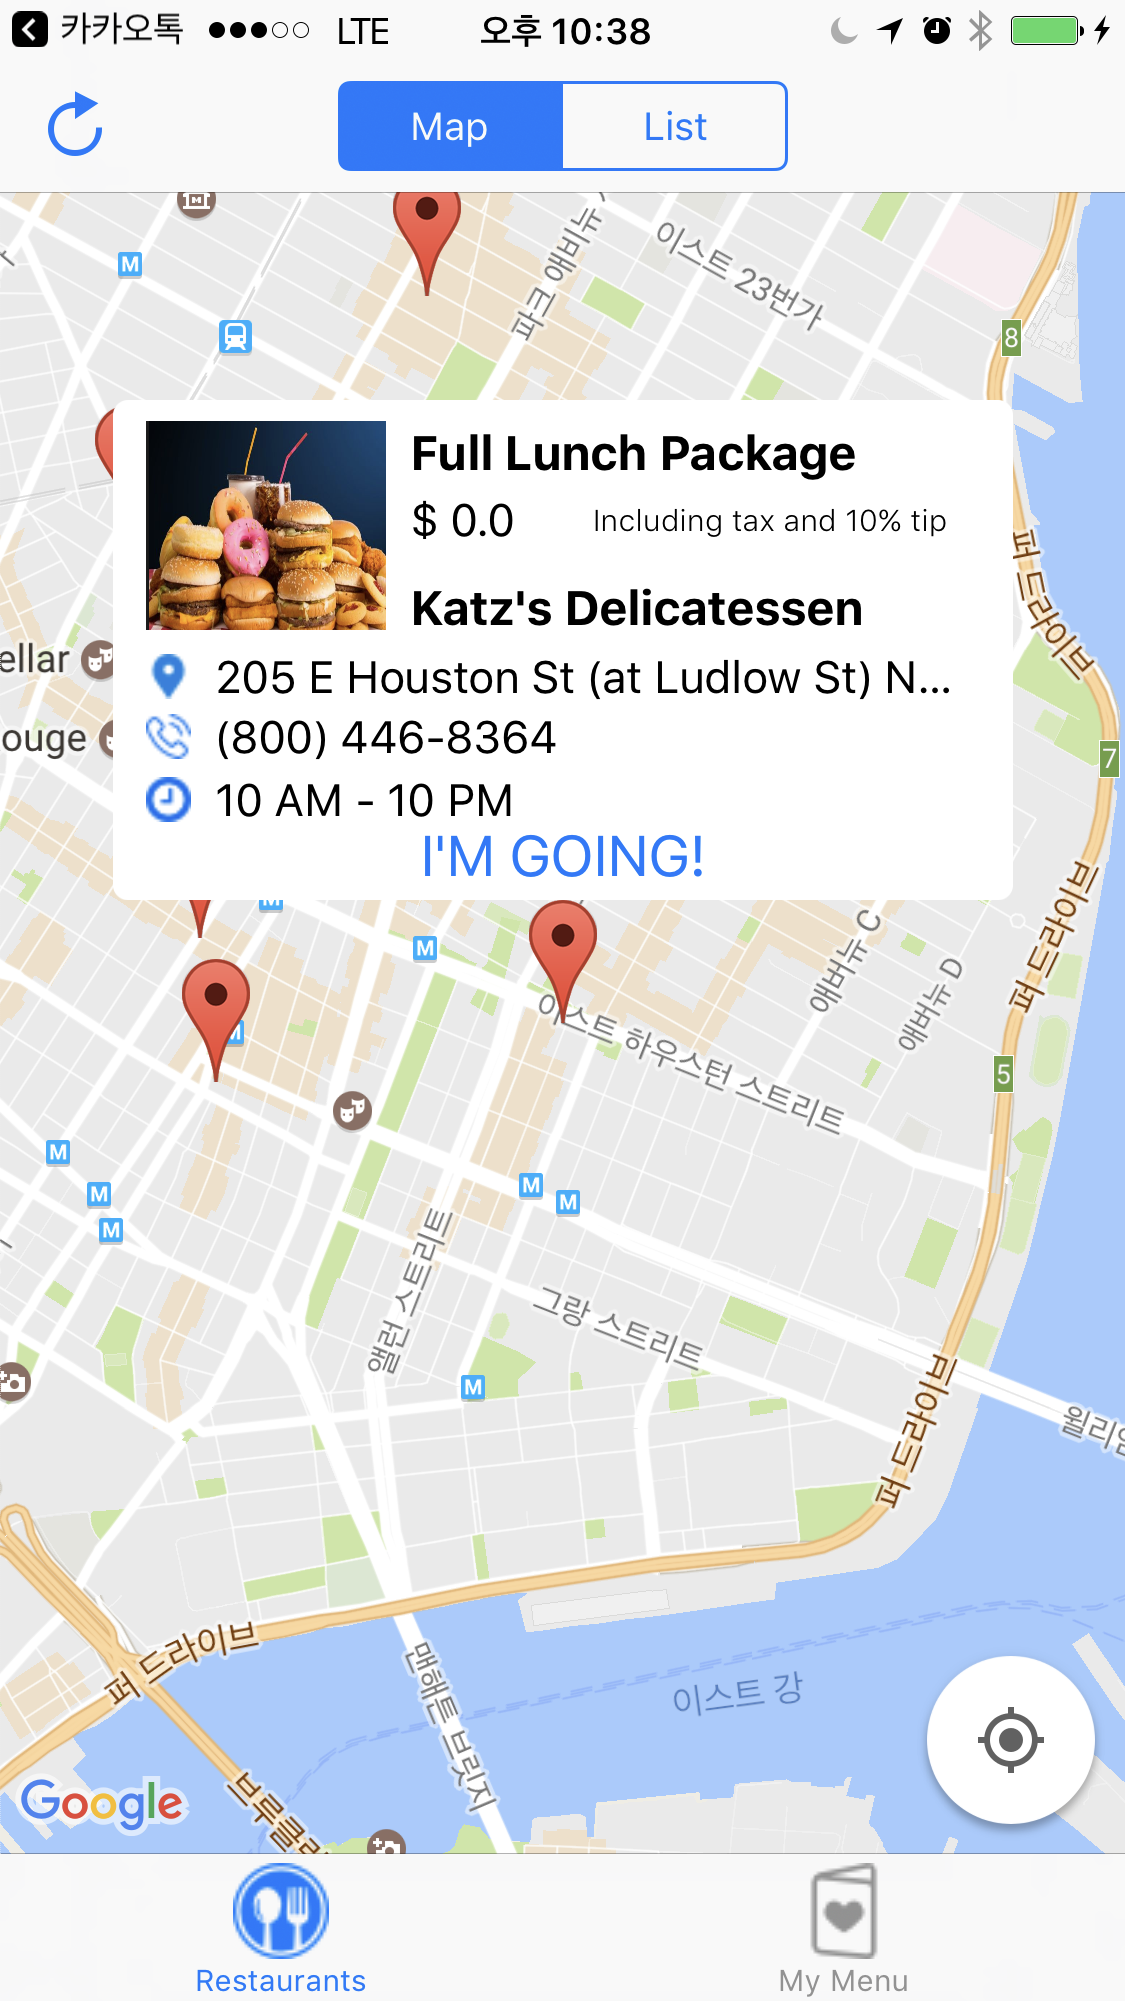 카카오톡 LTE 오후 10:38
Map List
파크 애비뉴
이스트 23번가
8
Full Lunch Package
$ 0.0 Including tax and 10% tip
Katz's Delicatessen
205 E Houston St (at Ludlow St) N...
(800) 446-8364
10 AM - 10 PM
I'M GOING!
ellar
ouge
퍼 드라이브
7
M
M
M
M
애버뉴 C
애버뉴 D
퍼 드라이브
이스트 하우스턴 스트리트
5
M
M
M
M
M
앨런 스트리트
그랑 스트리트
M
퍼 드라이브
윌리엄
퍼 드라이브
맨해튼 브릿지
이스트 강
Google
브루클린
Restaurants My Menu